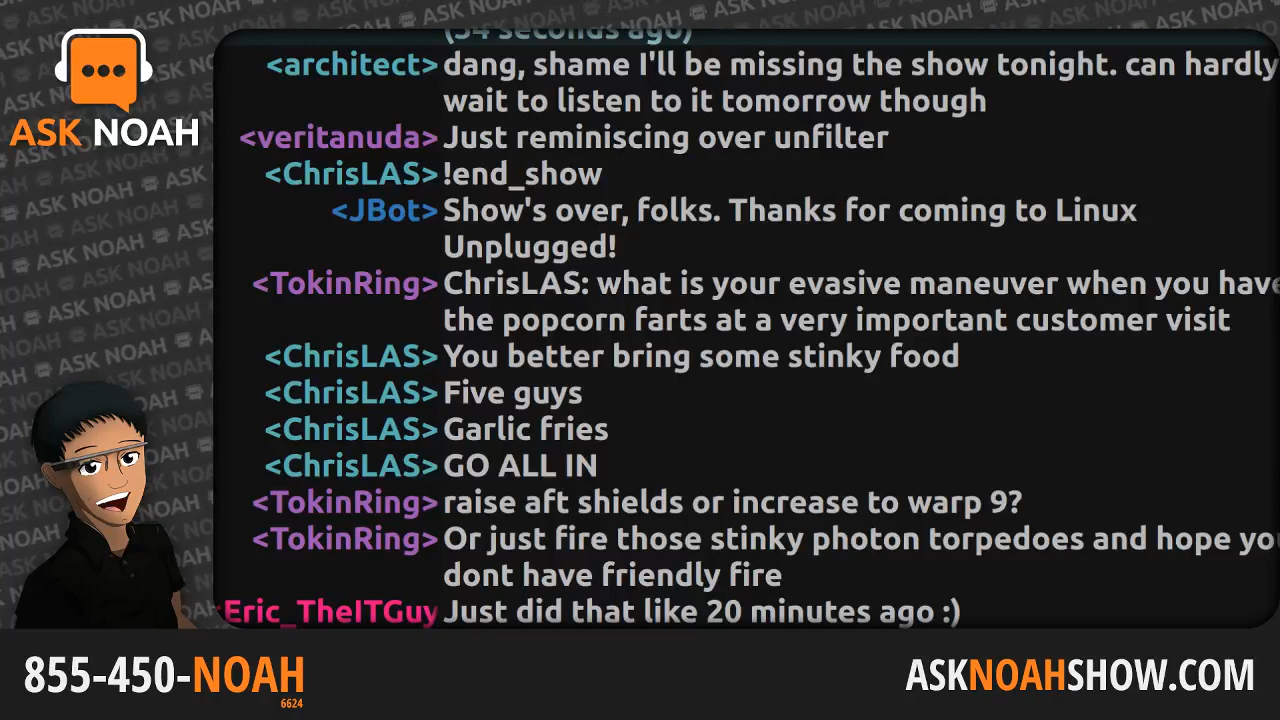 (54 seconds ago)
<architect> dang, shame I'll be missing the show tonight. can hardly
wait to listen to it tomorrow though
<veritanuda> Just reminiscing over unfilter
<ChrisLAS> !end_show
<JBot> Show's over, folks. Thanks for coming to Linux
Unplugged!
<TokinRing> ChrisLAS: what is your evasive maneuver when you have
the popcorn farts at a very important customer visit
<ChrisLAS> You better bring some stinky food
<ChrisLAS> Five guys
<ChrisLAS> Garlic fries
<ChrisLAS> GO ALL IN
<TokinRing> raise aft shields or increase to warp 9?
<TokinRing> Or just fire those stinky photon torpedoes and hope yo
dont have friendly fire
Eric_TheITGuy Just did that like 20 minutes ago :)
ASK NOAH
855-450-NOAH
6624
ASKNOAHSHOW.COM